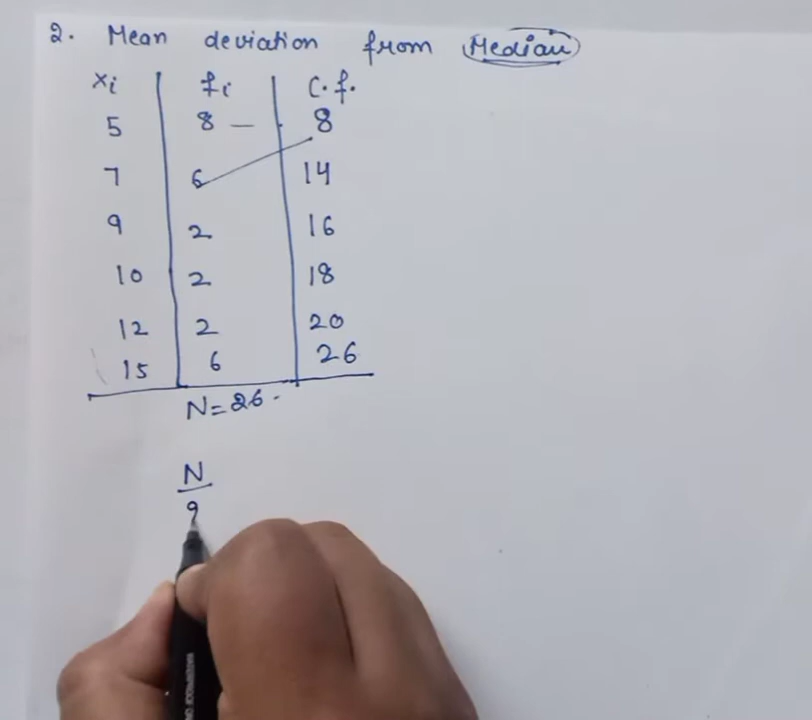 2. Mean deviation from Median
xi fi c.f.
5 8 — 8
7 6 14
9 2 16
10 2 18
12 2 20
15 6 26
N=26.
N